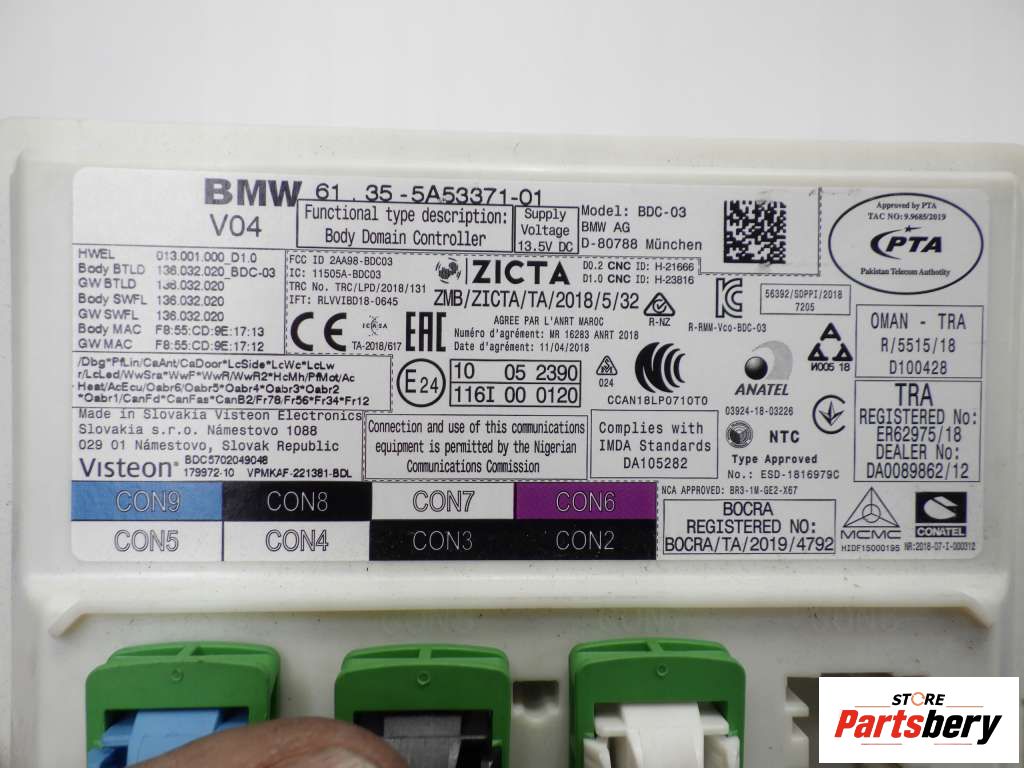 BMW 61 . 35 - 5A53371-01
V04
Functional type description:
Body Domain Controller
Supply
Voltage
13.5V DC
Model: BDC-03
BMW AG
D-80788 München
Approved by PTA
TAC NO: 9.9685/2019
PTA
Pakistan Telecom Authority
HWEL 013.001.000_D1.0
Body BTLD 136.032.020_BDC-03
GW BTLD 136.032.020
Body SWFL 136.032.020
GW SWFL 136.032.020
Body MAC F8:55:CD:9E:17:13
GW MAC F8:55:CD:9E:17:12
FCC ID 2AA98-BDC03
IC: 11505A-BDC03
TRC No. TRC/LPD/2018/131
IFT: RLVVIBD18-0645
ZICTA
ZMB/ZICTA/TA/2018/5/32
D0.2 CNC ID: H-21666
D1.0 CNC ID: H-23816
R-NZ
R-RMM-Vco-BDC-03
56392/SDPPI/2018
7205
CE
ICASA
TA-2018/617
EAC
AGREE PAR L'ANRT MAROC
Numéro d'agrément: MR 16283 ANRT 2018
Date d'agrément: 11/04/2018
OMAN - TRA
R/5515/18
D100428
И005 18
/Dbg*PfLin/CaAnt/CaDoor*LcSide*LcWc*LcLw
r/LcLed/WwSra*WwF*WwR/WwR2*HcMh/PfMot/Ac
Heat/AcEcu/Oabr6/Oabr5*Oabr4*Oabr3*Oabr2
*Oabr1/CanFd*CanFas*CanB2/Fr78/Fr56*Fr34*Fr12
E24
10 05 2390
116I 00 0120
024
CCAN18LP0710T0
ANATEL
03924-18-03226
TRA
REGISTERED No:
ER62975/18
DEALER No:
DA0089862/12
Made in Slovakia Visteon Electronics
Slovakia s.r.o. Námestovo 1088
029 01 Námestovo, Slovak Republic
Visteon
BDC5702049048
179972-10 VPMKAF-221381-BDL
Connection and use of this communications
equipment is permitted by the Nigerian
Communications Commission
Complies with
IMDA Standards
DA105282
NTC
Type Approved
No.: ESD-1816979C
NCA APPROVED: BR3-1M-GE2-X67
CON9 CON8 CON7 CON6
CON5 CON4 CON3 CON2
BOCRA
REGISTERED NO:
BOCRA/TA/2019/4792
MCMC
HIDF15000195
CONATEL
NR:2018-07-I-000312
STORE
Partsbery